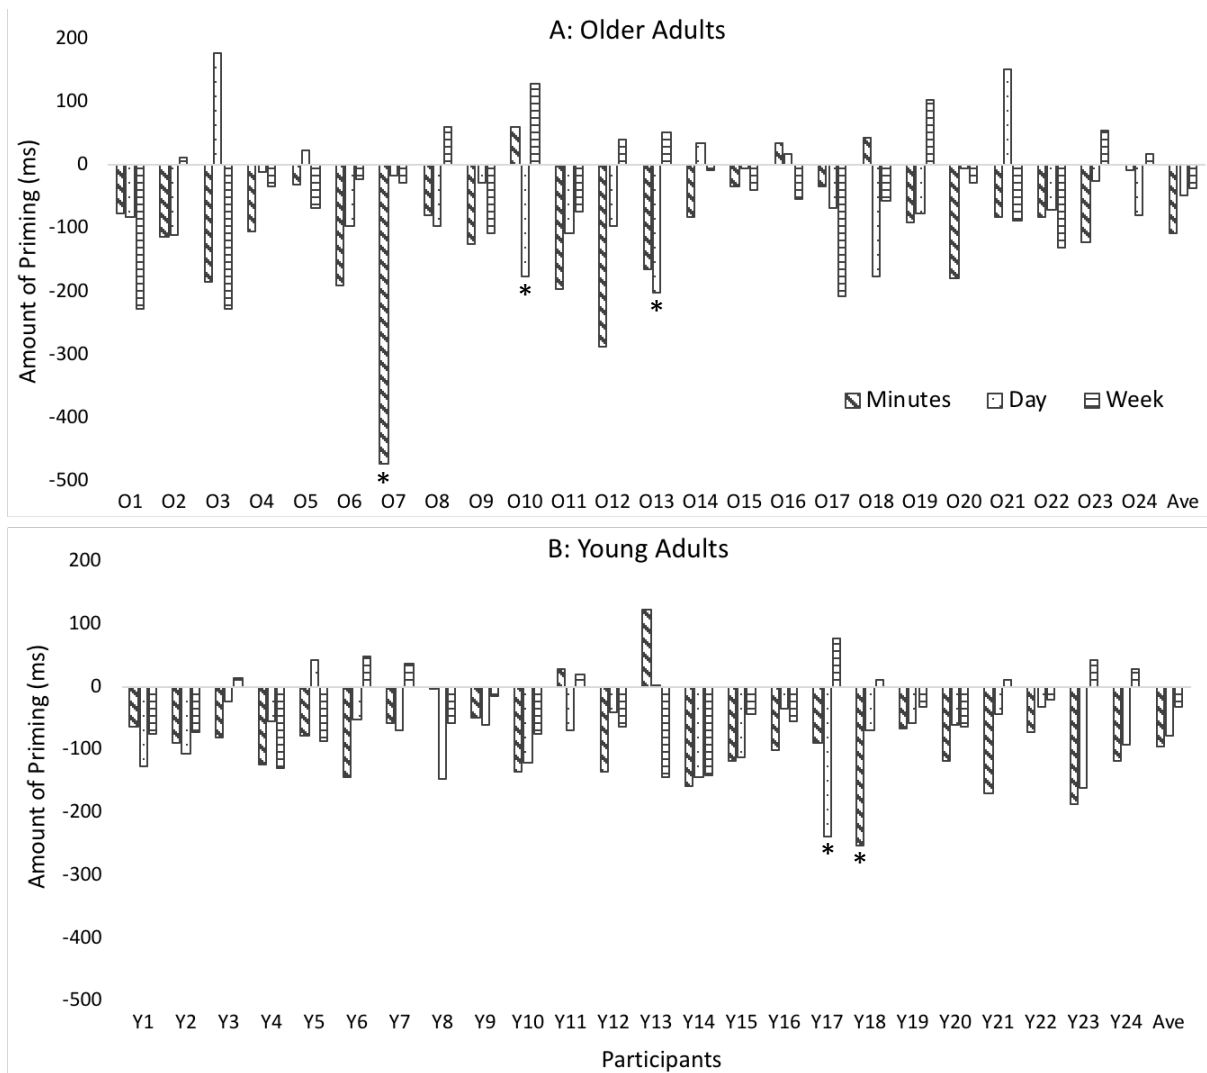 A: Older Adults
200
100
0
-100
-200
-300
-400
-500
Amount of Priming (ms)
* * *
Minutes Day Week
O1 O2 O3 O4 O5 O6 O7 O8 O9 O10 O11 O12 O13 O14 O15 O16 O17 O18 O19 O20 O21 O22 O23 O24 Ave
B: Young Adults
200
100
0
-100
-200
-300
-400
-500
Amount of Priming (ms)
* *
Y1 Y2 Y3 Y4 Y5 Y6 Y7 Y8 Y9 Y10 Y11 Y12 Y13 Y14 Y15 Y16 Y17 Y18 Y19 Y20 Y21 Y22 Y23 Y24 Ave
Participants